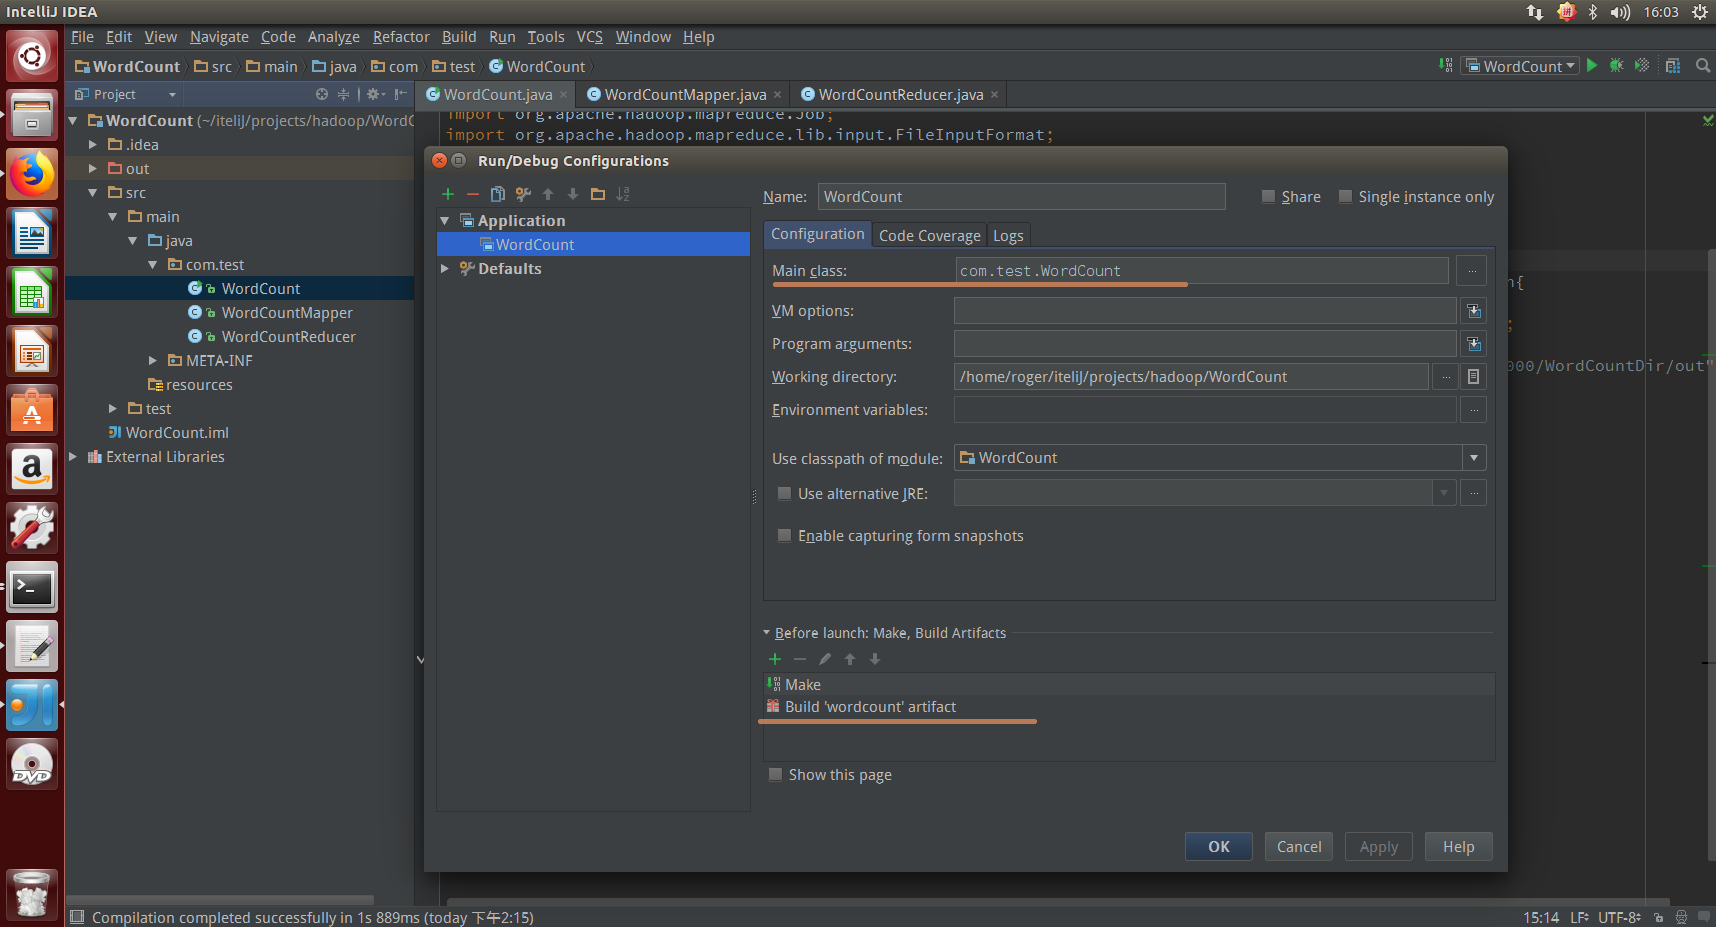 IntelliJ IDEA
16:03
File Edit View Navigate Code Analyze Refactor Build Run Tools VCS Window Help
WordCount src main java com test WordCount
WordCount
Project
WordCount.java WordCountMapper.java WordCountReducer.java
import org.apache.hadoop.mapreduce.Job;
import org.apache.hadoop.mapreduce.lib.input.FileInputFormat;
WordCount (~/iteliJ/projects/hadoop/WordC
.idea
out
src
main
java
com.test
WordCount
WordCountMapper
WordCountReducer
META-INF
resources
test
WordCount.iml
External Libraries
Run/Debug Configurations
Application
WordCount
Defaults
Name: WordCount
Share Single instance only
Configuration Code Coverage Logs
Main class: com.test.WordCount
VM options:
Program arguments:
Working directory: /home/roger/iteliJ/projects/hadoop/WordCount
Environment variables:
Use classpath of module: WordCount
Use alternative JRE:
Enable capturing form snapshots
Before launch: Make, Build Artifacts
Make
Build 'wordcount' artifact
Show this page
OK Cancel Apply Help
n{
;
000/WordCountDir/out"
DVD
Compilation completed successfully in 1s 889ms (today 下午2:15)
15:14 LF UTF-8